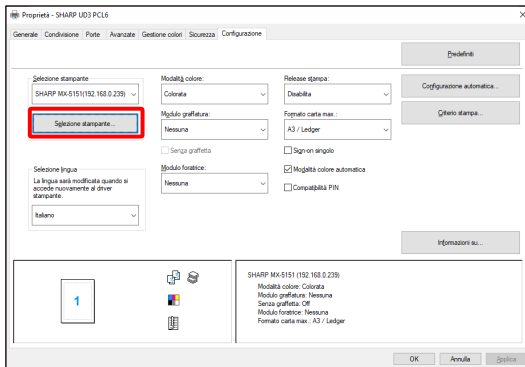 Proprietà - SHARP UD3 PCL6
Generale Condivisione Porte Avanzate Gestione colori Sicurezza Configurazione
Predefiniti
Selezione stampante
SHARP MX-5151(192.168.0.239)
Selezione stampante...
Modalità colore:
Colorata
Release stampa:
Disabilita
Configurazione automatica...
Modulo graffatura:
Nessuna
Formato carta max.:
A3 / Ledger
Criterio stampa...
Senza graffetta
Sign-on singolo
Selezione lingua
La lingua sarà modificata quando si
accede nuovamente al driver
stampante.
Italiano
Modulo foratrice:
Nessuna
Modalità colore automatica
Compatibilità PIN
Informazioni su...
1
SHARP MX-5151 (192.168.0.239)
Modalità colore: Colorata
Modulo graffatura: Nessuna
Senza graffetta: Off
Modulo foratrice: Nessuna
Formato carta max.: A3 / Ledger
OK Annulla Applica